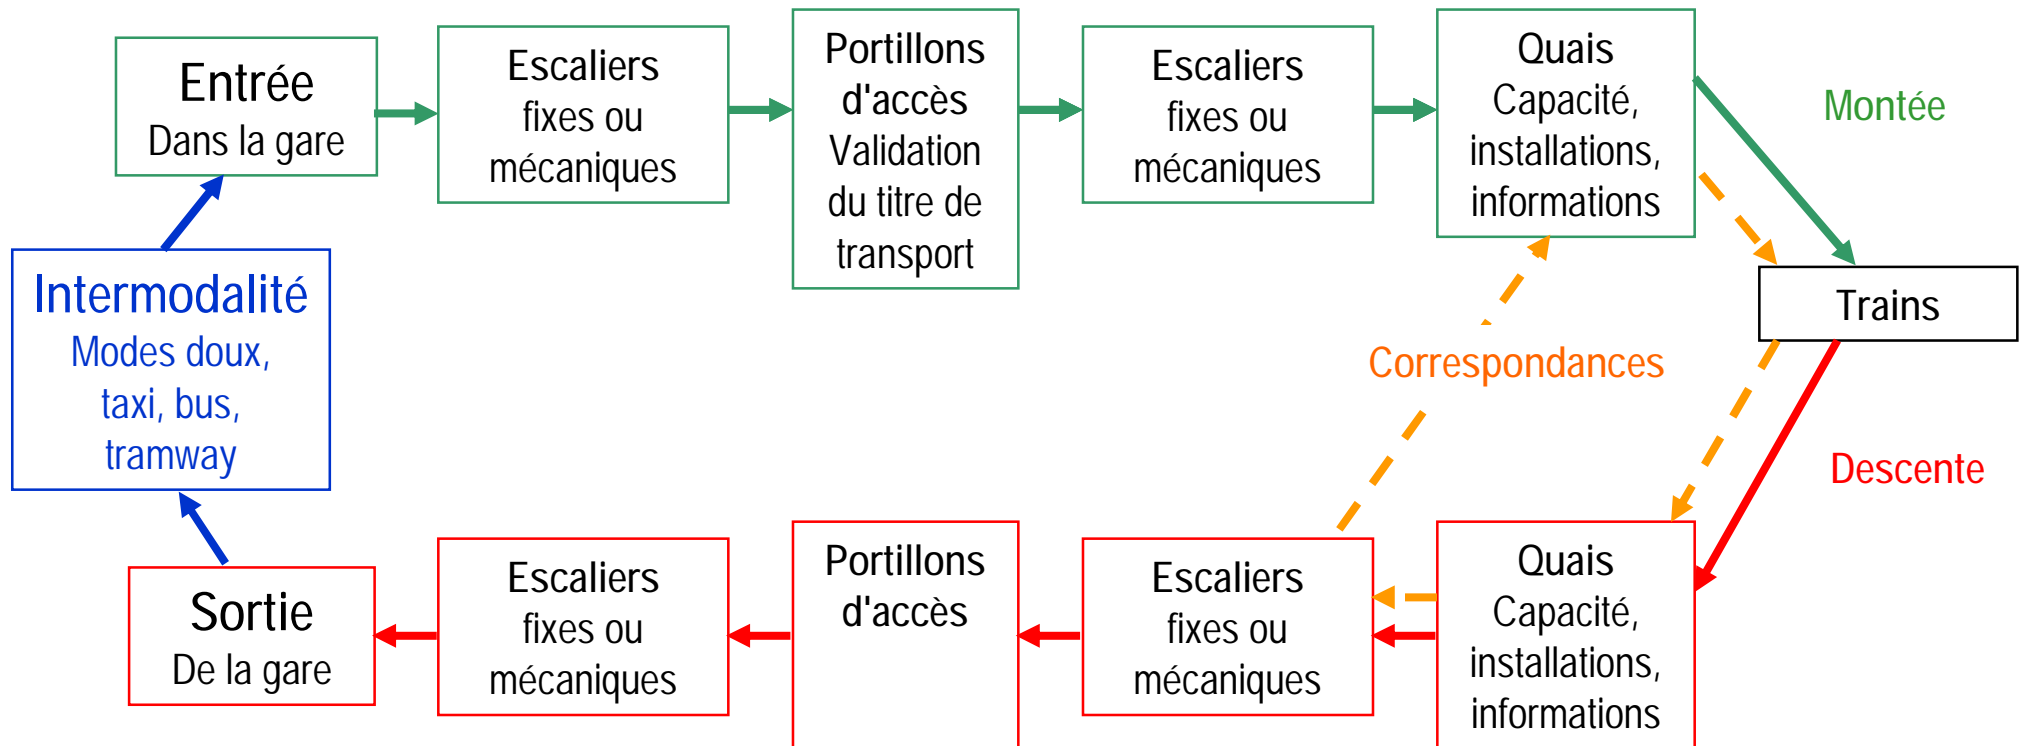 Entrée
Dans la gare
Escaliers
fixes ou
mécaniques
Portillons
d'accès
Validation
du titre de
transport
Escaliers
fixes ou
mécaniques
Quais
Capacité,
installations,
informations
Montée
Intermodalité
Modes doux,
taxi, bus,
tramway
Trains
Correspondances
Descente
Sortie
De la gare
Escaliers
fixes ou
mécaniques
Portillons
d'accès
Escaliers
fixes ou
mécaniques
Quais
Capacité,
installations,
informations